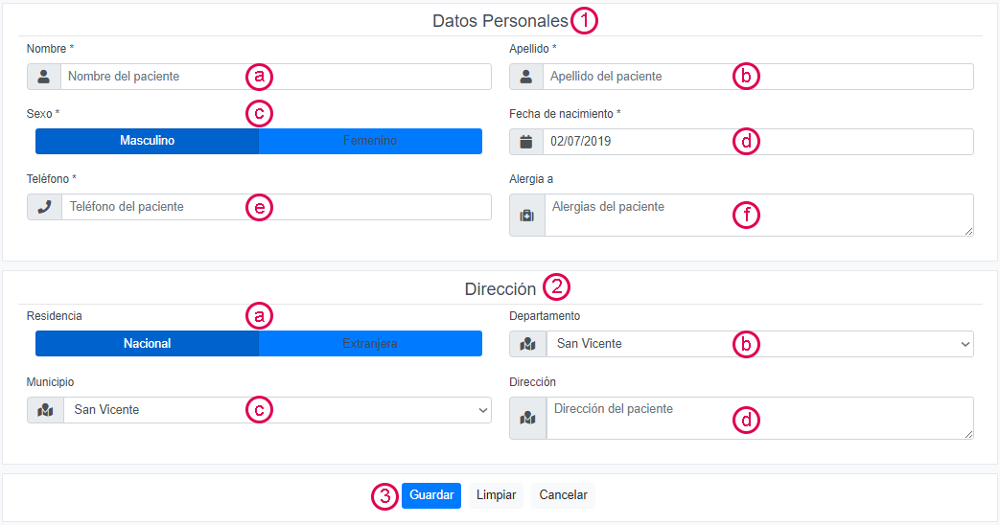 Datos Personales 1
Nombre *
Apellido *
Nombre del paciente a
Apellido del paciente b
Sexo * c
Fecha de nacimiento *
Masculino Femenino
02/07/2019 d
Teléfono *
Alergia a
Teléfono del paciente e
Alergias del paciente f
Dirección 2
Residencia a
Departamento
Nacional Extranjera
San Vicente b
Municipio
Dirección
San Vicente c
Dirección del paciente d
3 Guardar Limpiar Cancelar